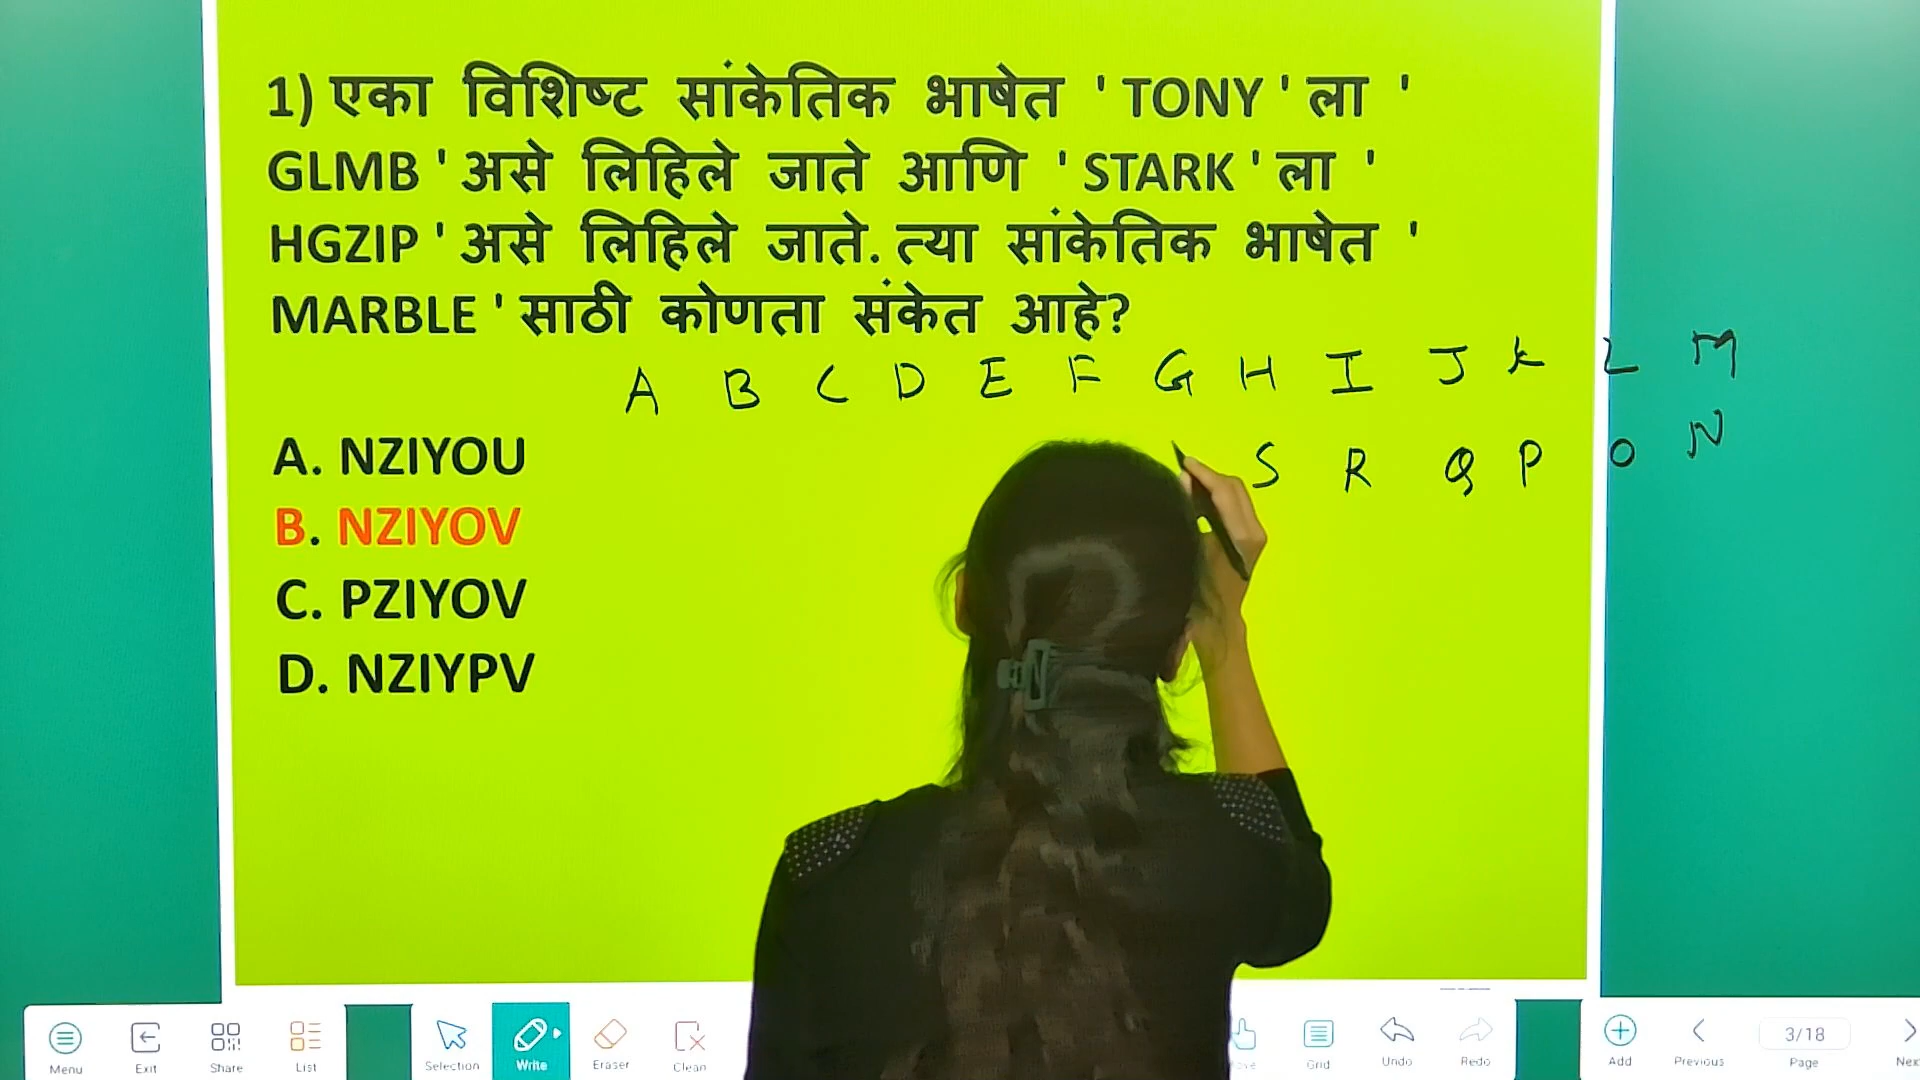 1) एका विशिष्ट सांकेतिक भाषेत ' TONY ' ला '
GLMB ' असे लिहिले जाते आणि ' STARK ' ला '
HGZIP ' असे लिहिले जाते. त्या सांकेतिक भाषेत '
MARBLE ' साठी कोणता संकेत आहे?
A B C D E F G H I J K L M
S R Q P O N
A. NZIYOU
B. NZIYOV
C. PZIYOV
D. NZIYPV
Menu Exit Share List Selection Write Eraser Clean Grid Undo Redo Add Previous 3/18 Page